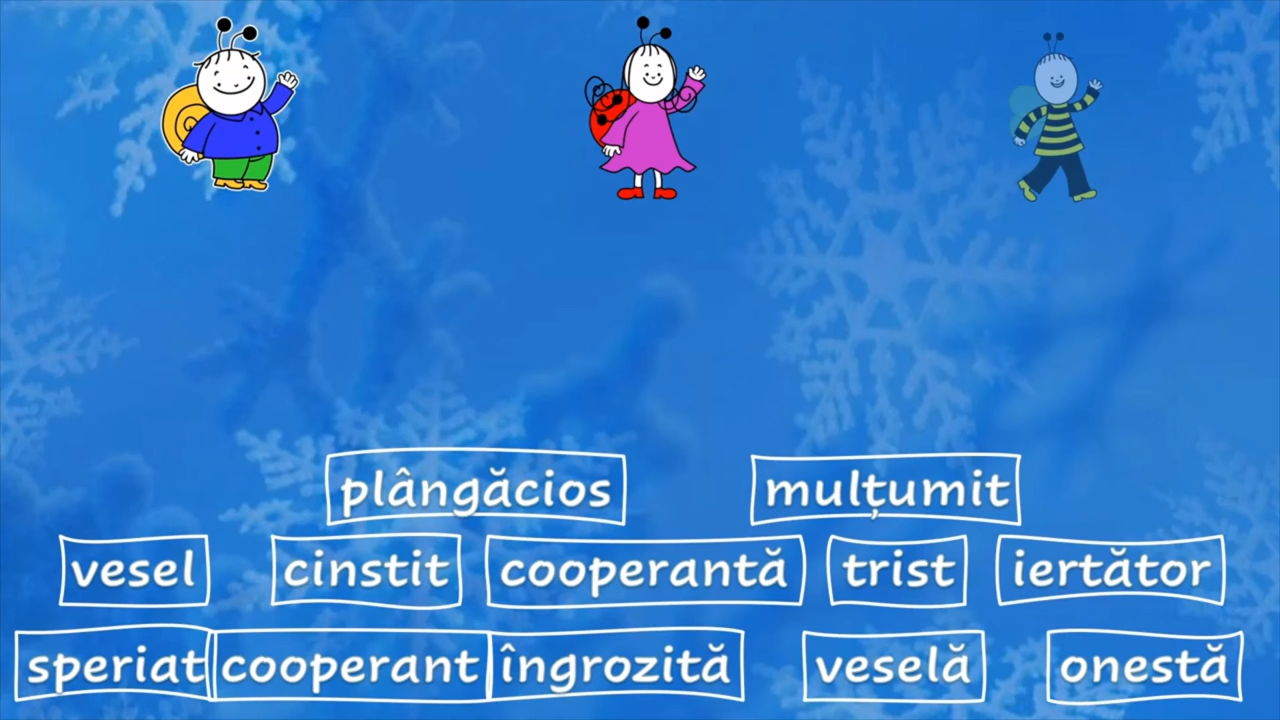 plângăcios mulțumit
vesel cinstit cooperantă trist iertător
speriat cooperant îngrozită veselă onestă